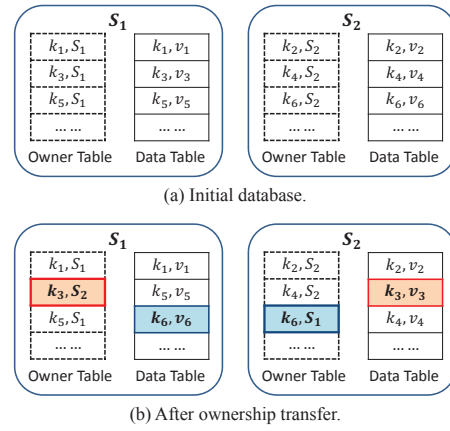 S₁
k₁, S₁
k₃, S₁
k₅, S₁
... ...
Owner Table
k₁, v₁
k₃, v₃
k₅, v₅
... ...
Data Table
S₂
k₂, S₂
k₄, S₂
k₆, S₂
... ...
Owner Table
k₂, v₂
k₄, v₄
k₆, v₆
... ...
Data Table
(a) Initial database.
S₁
k₁, S₁
k₃, S₂
k₅, S₁
... ...
Owner Table
k₁, v₁
k₅, v₅
k₆, v₆
... ...
Data Table
S₂
k₂, S₂
k₄, S₂
k₆, S₁
... ...
Owner Table
k₂, v₂
k₃, v₃
k₄, v₄
... ...
Data Table
(b) After ownership transfer.